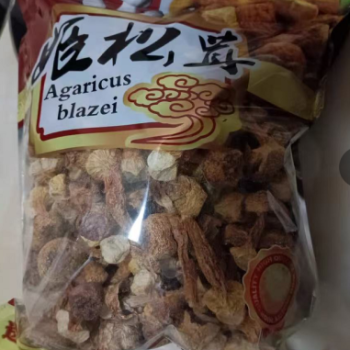 姬松茸
Agaricus
blazei